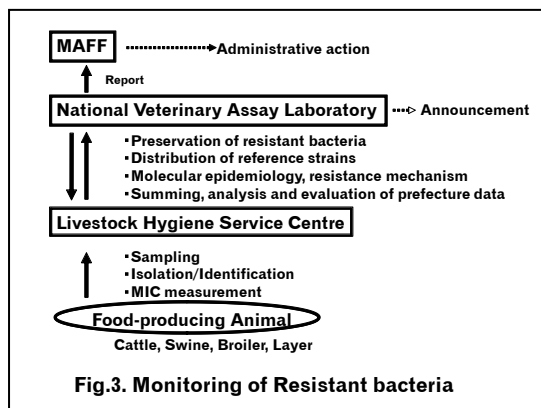 MAFF
Administrative action
Report
National Veterinary Assay Laboratory
Announcement
▪Preservation of resistant bacteria
▪Distribution of reference strains
▪Molecular epidemiology, resistance mechanism
▪Summing, analysis and evaluation of prefecture data
Livestock Hygiene Service Centre
▪Sampling
▪Isolation/Identification
▪MIC measurement
Food-producing Animal
Cattle, Swine, Broiler, Layer
Fig.3. Monitoring of Resistant bacteria